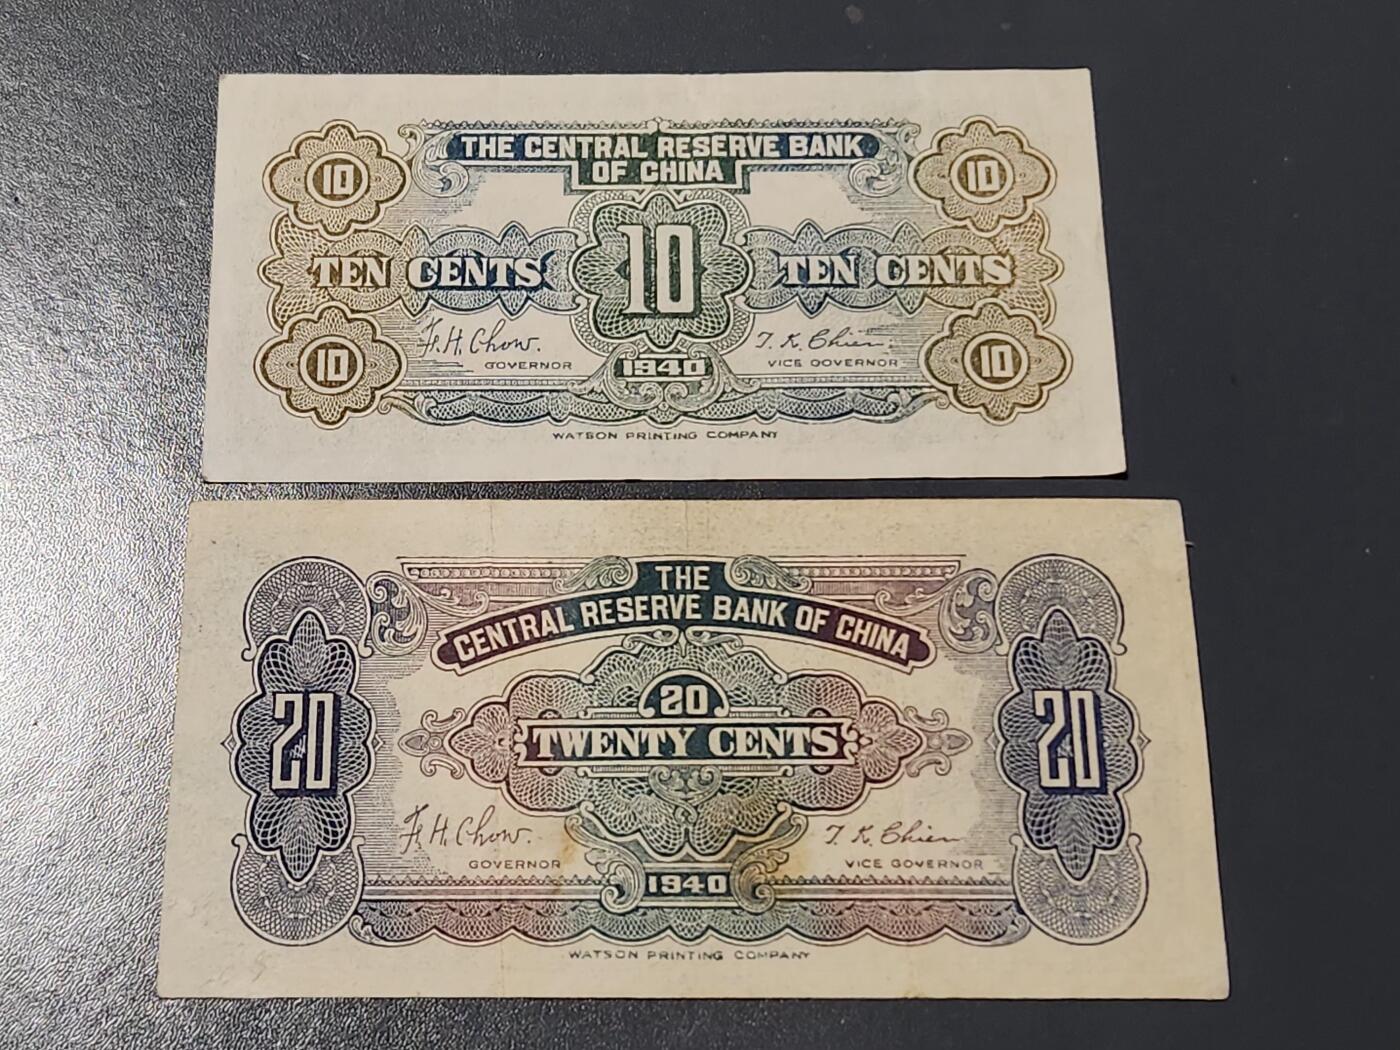 THE CENTRAL RESERVE BANK
OF CHINA
10 10
10
TEN CENTS TEN CENTS
F. H. Chow. T. K. Chien.
GOVERNOR VICE GOVERNOR
10 1940 10
WATSON PRINTING COMPANY
THE
CENTRAL RESERVE BANK OF CHINA
20
20 TWENTY CENTS 20
F. H. Chow. T. K. Chien
GOVERNOR VICE GOVERNOR
1940
WATSON PRINTING COMPANY